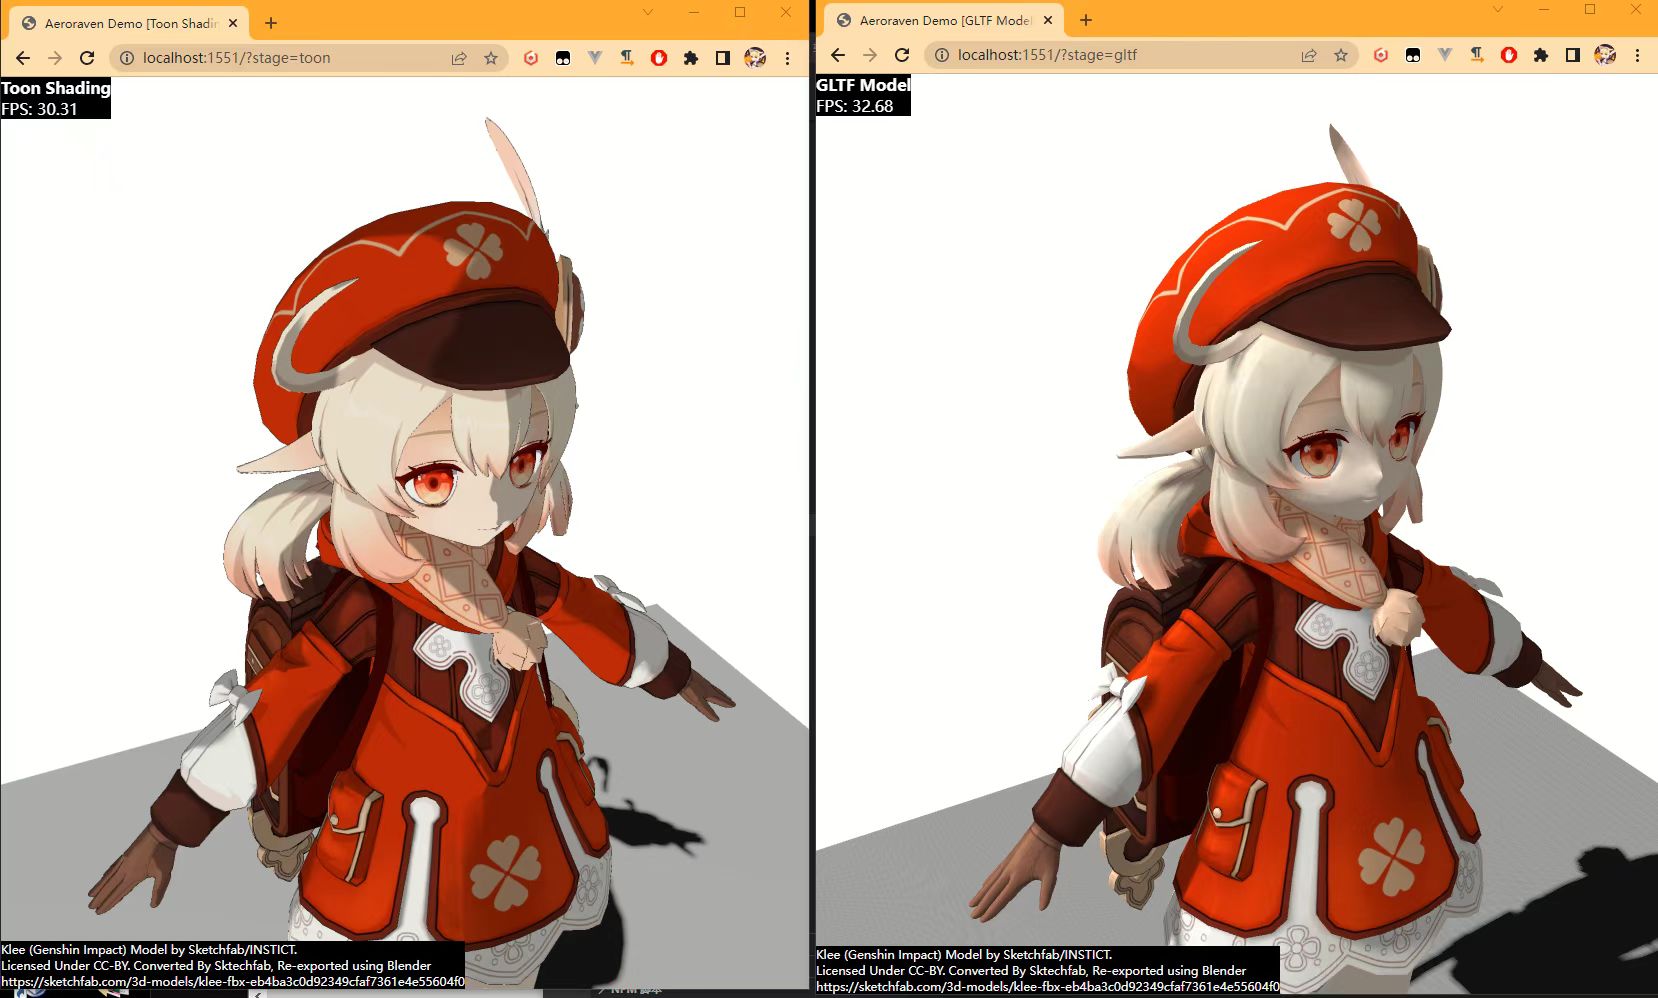 Aeroraven Demo [Toon Shadin
localhost:1551/?stage=toon
Toon Shading
FPS: 30.31
Klee (Genshin Impact) Model by Sketchfab/INSTICT.
Licensed Under CC-BY. Converted By Sktechfab, Re-exported using Blender
https://sketchfab.com/3d-models/klee-fbx-eb4ba3c0d92349cfaf7361e4e55604f0
Aeroraven Demo [GLTF Model
localhost:1551/?stage=gltf
GLTF Model
FPS: 32.68
Klee (Genshin Impact) Model by Sketchfab/INSTICT.
Licensed Under CC-BY. Converted By Sktechfab, Re-exported using Blender
https://sketchfab.com/3d-models/klee-fbx-eb4ba3c0d92349cfaf7361e4e55604f0